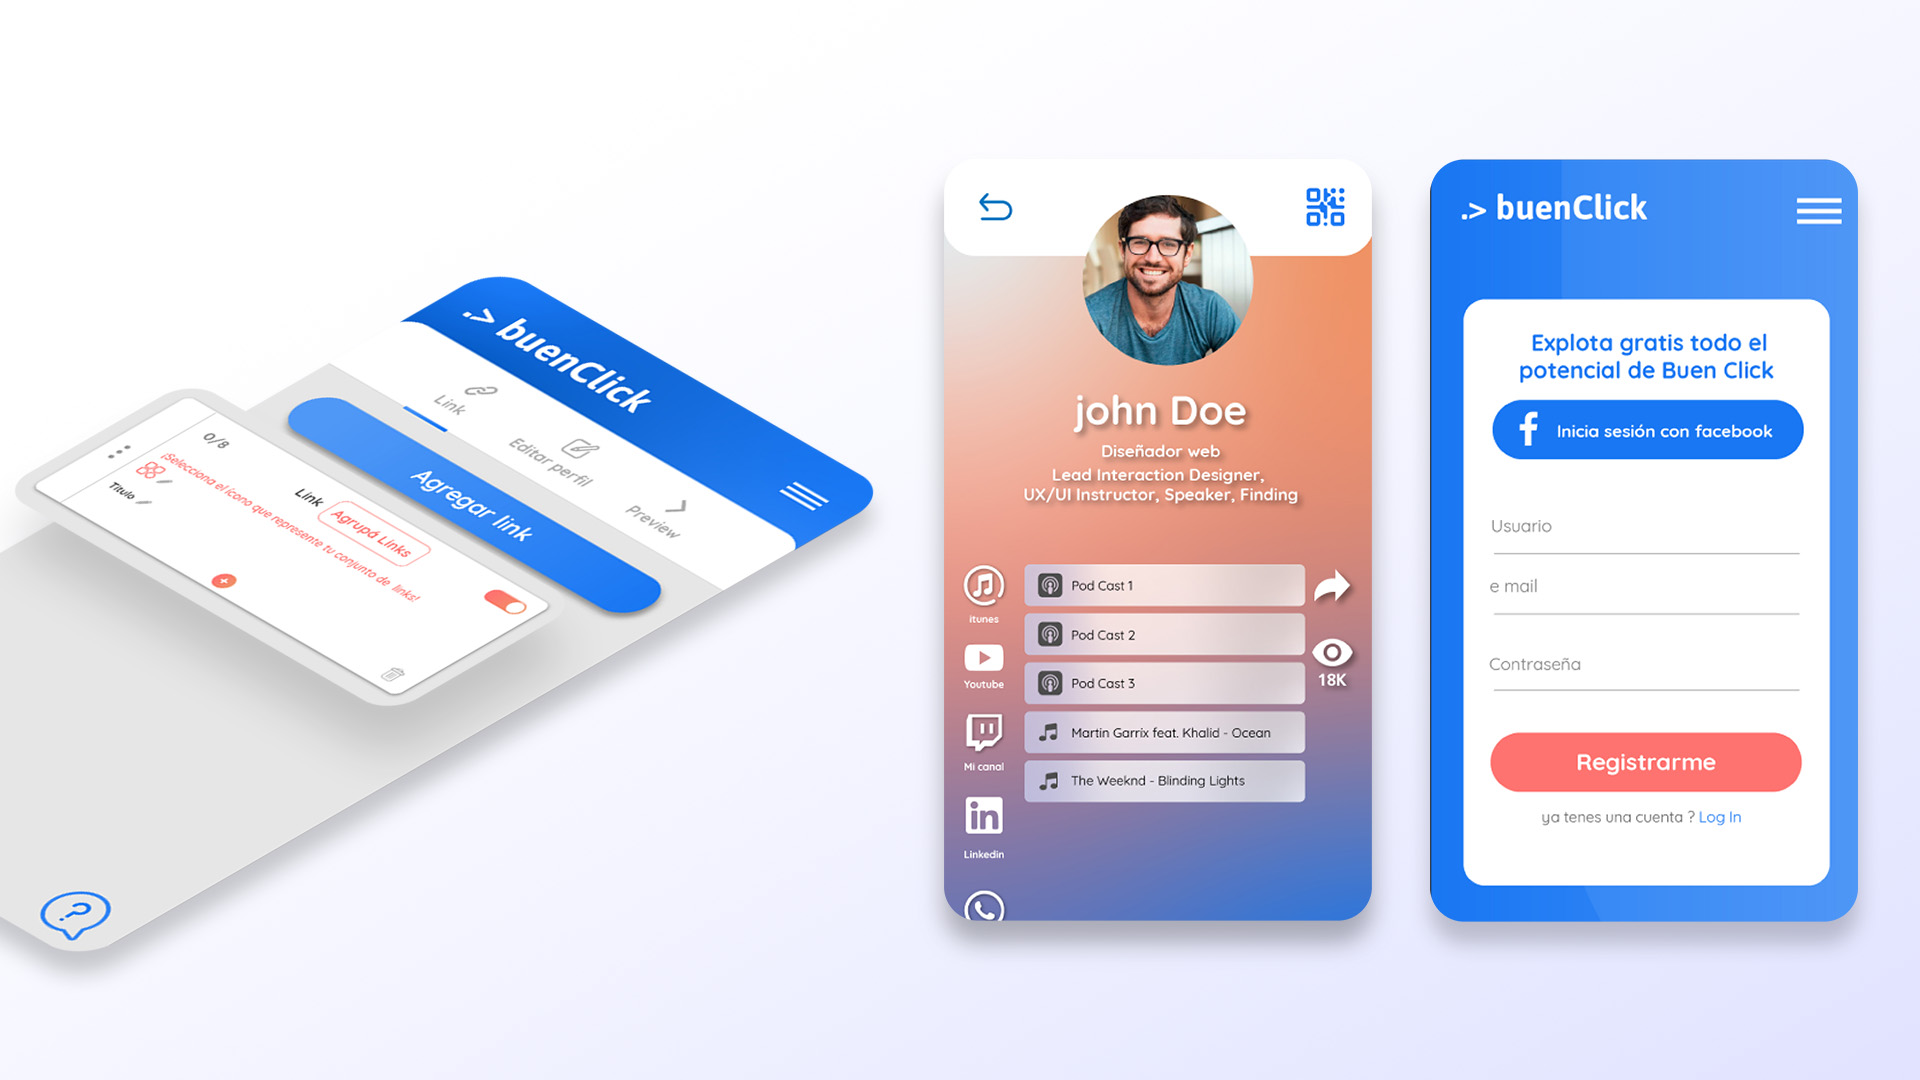 .> buenClick
Link
Editar perfil
Preview
Agregar link
0/8
¡Selecciona el icono que represente tu conjunto de links!
Título
Link
Agrupá Links
john Doe
Diseñador web
Lead Interaction Designer,
UX/UI Instructor, Speaker, Finding
itunes
Youtube
Mi canal
Linkedin
Pod Cast 1
Pod Cast 2
Pod Cast 3
Martin Garrix feat. Khalid - Ocean
The Weeknd - Blinding Lights
18K
.> buenClick
Explota gratis todo el
potencial de Buen Click
Inicia sesión con facebook
Usuario
e mail
Contraseña
Registrarme
ya tenes una cuenta ? Log In